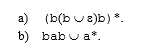 a) (b(b ∪ ε)b)*.
b) bab ∪ a*.